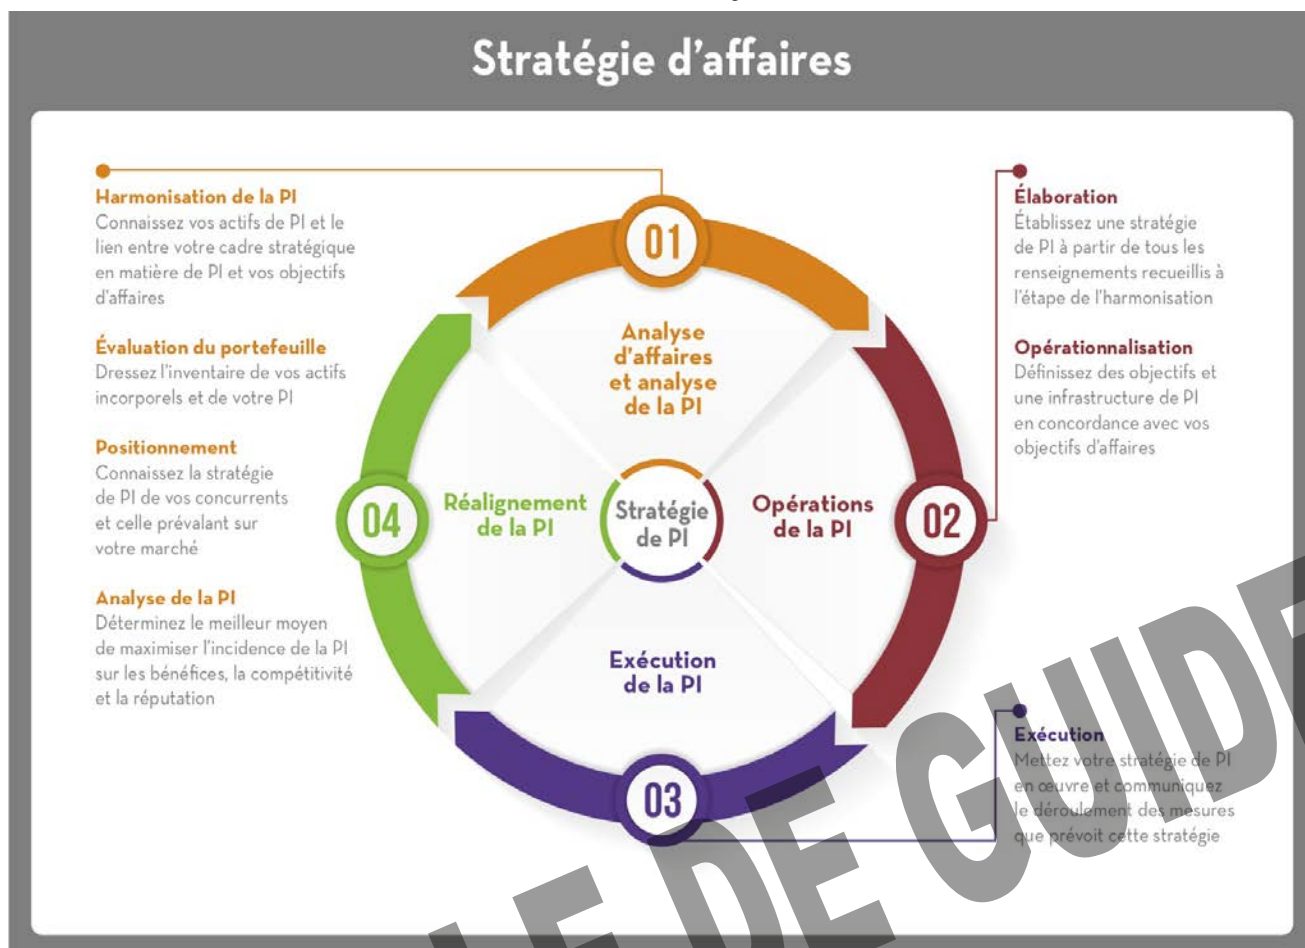 Stratégie d'affaires
Harmonisation de la PI
Connaissez vos actifs de PI et le
lien entre votre cadre stratégique
en matière de PI et vos objectifs
d'affaires
Évaluation du portefeuille
Dressez l'inventaire de vos actifs
incorporels et de votre PI
Positionnement
Connaissez la stratégie
de PI de vos concurrents
et celle prévalant sur
votre marché
Analyse de la PI
Déterminez le meilleur moyen
de maximiser l'incidence de la PI
sur les bénéfices, la compétitivité
et la réputation
01
Analyse
d'affaires
et analyse
de la PI
04
Réalignement
de la PI
Stratégie
de PI
Opérations
de la PI
02
Exécution
de la PI
03
Élaboration
Établissez une stratégie
de PI à partir de tous les
renseignements recueillis à
l'étape de l'harmonisation
Opérationnalisation
Définissez des objectifs et
une infrastructure de PI
en concordance avec vos
objectifs d'affaires
Exécution
Mettez votre stratégie de PI
en œuvre et communiquez
le déroulement des mesures
que prévoit cette stratégie
LE DE GUIDE